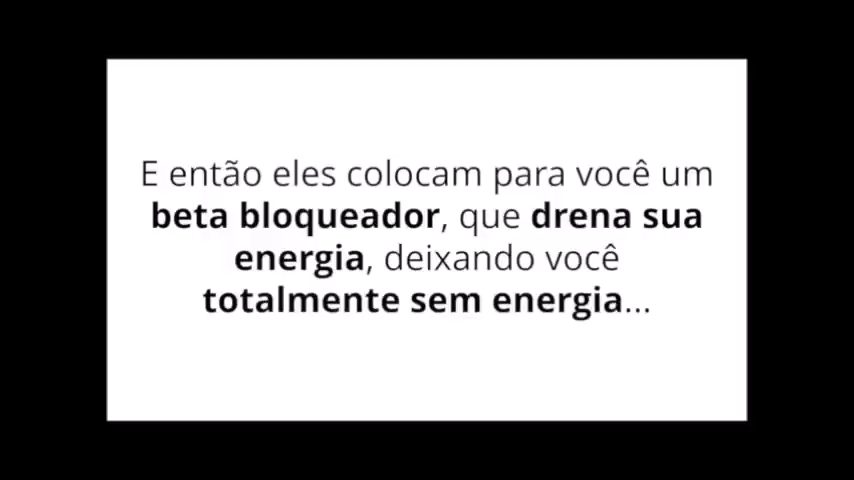 E então eles colocam para você um
beta bloqueador, que drena sua
energia, deixando você
totalmente sem energia...